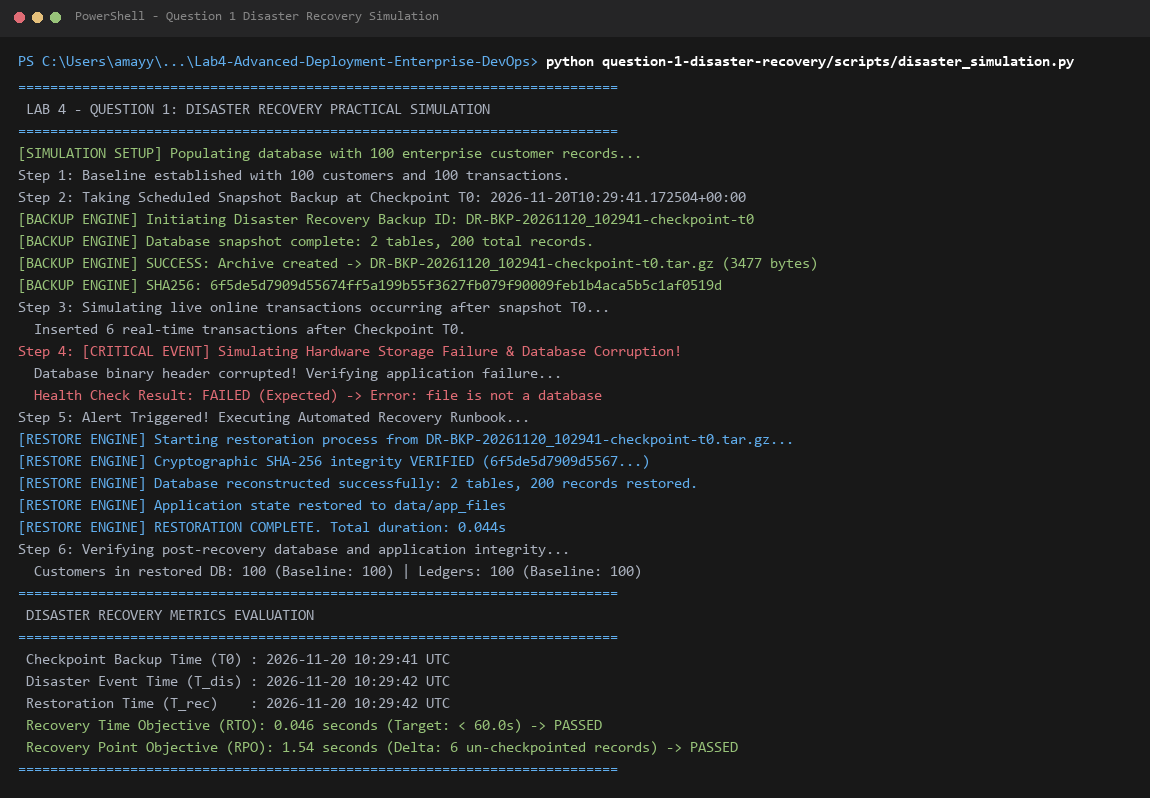 PowerShell - Question 1 Disaster Recovery Simulation
PS C:\Users\amayy\...\Lab4-Advanced-Deployment-Enterprise-DevOps> python question-1-disaster-recovery/scripts/disaster_simulation.py
===========================================================================
LAB 4 - QUESTION 1: DISASTER RECOVERY PRACTICAL SIMULATION
===========================================================================
[SIMULATION SETUP] Populating database with 100 enterprise customer records...
Step 1: Baseline established with 100 customers and 100 transactions.
Step 2: Taking Scheduled Snapshot Backup at Checkpoint T0: 2026-11-20T10:29:41.172504+00:00
[BACKUP ENGINE] Initiating Disaster Recovery Backup ID: DR-BKP-20261120_102941-checkpoint-t0
[BACKUP ENGINE] Database snapshot complete: 2 tables, 200 total records.
[BACKUP ENGINE] SUCCESS: Archive created -> DR-BKP-20261120_102941-checkpoint-t0.tar.gz (3477 bytes)
[BACKUP ENGINE] SHA256: 6f5de5d7909d55674ff5a199b55f3627fb079f90009feb1b4aca5b5c1af0519d
Step 3: Simulating live online transactions occurring after snapshot T0...
Inserted 6 real-time transactions after Checkpoint T0.
Step 4: [CRITICAL EVENT] Simulating Hardware Storage Failure & Database Corruption!
Database binary header corrupted! Verifying application failure...
Health Check Result: FAILED (Expected) -> Error: file is not a database
Step 5: Alert Triggered! Executing Automated Recovery Runbook...
[RESTORE ENGINE] Starting restoration process from DR-BKP-20261120_102941-checkpoint-t0.tar.gz...
[RESTORE ENGINE] Cryptographic SHA-256 integrity VERIFIED (6f5de5d7909d5567...)
[RESTORE ENGINE] Database reconstructed successfully: 2 tables, 200 records restored.
[RESTORE ENGINE] Application state restored to data/app_files
[RESTORE ENGINE] RESTORATION COMPLETE. Total duration: 0.044s
Step 6: Verifying post-recovery database and application integrity...
Customers in restored DB: 100 (Baseline: 100) | Ledgers: 100 (Baseline: 100)
===========================================================================
DISASTER RECOVERY METRICS EVALUATION
===========================================================================
Checkpoint Backup Time (T0) : 2026-11-20 10:29:41 UTC
Disaster Event Time (T_dis) : 2026-11-20 10:29:42 UTC
Restoration Time (T_rec)    : 2026-11-20 10:29:42 UTC
Recovery Time Objective (RTO): 0.046 seconds (Target: < 60.0s) -> PASSED
Recovery Point Objective (RPO): 1.54 seconds (Delta: 6 un-checkpointed records) -> PASSED
===========================================================================